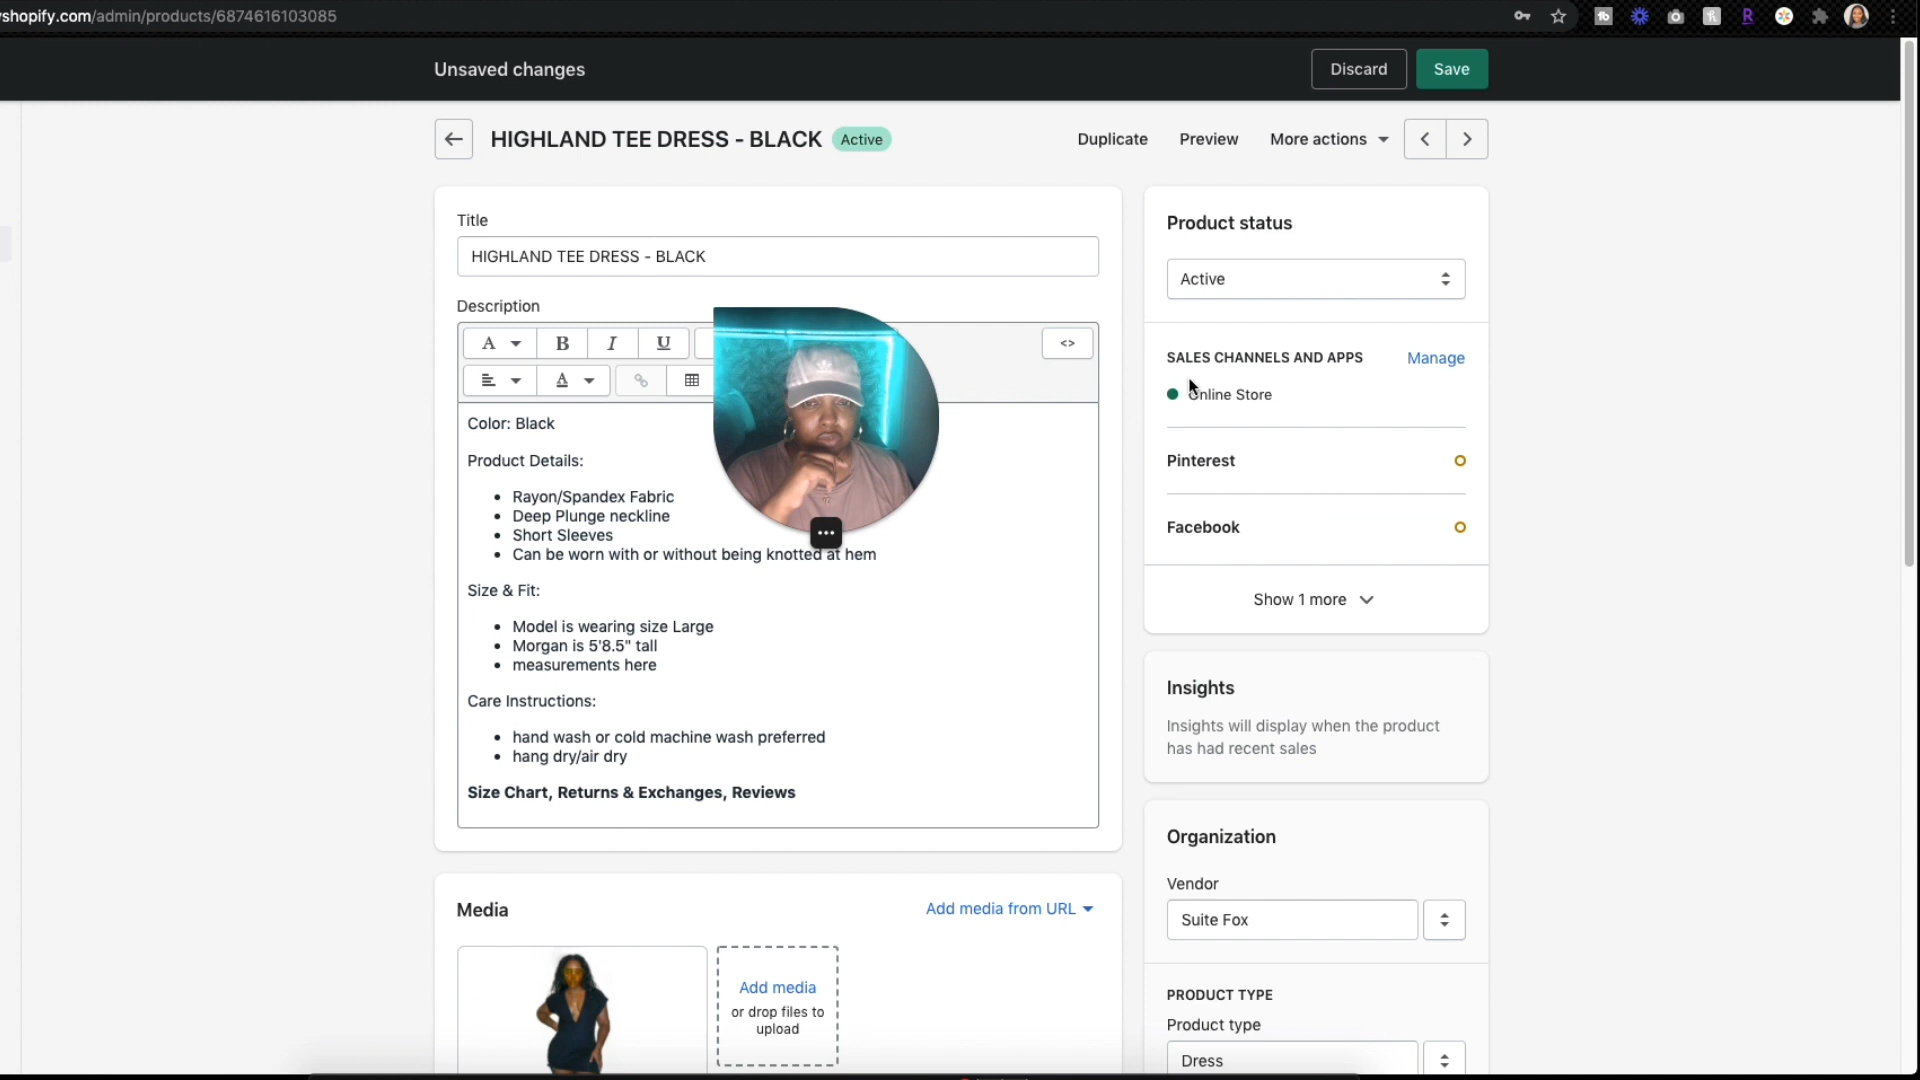 vshopify.com/admin/products/6874616103085
Unsaved changes
Discard
Save
HIGHLAND TEE DRESS - BLACK
Active
Duplicate
Preview
More actions
Title
HIGHLAND TEE DRESS - BLACK
Description
A
B
I
U
<>
A
Color: Black
Product Details:
• Rayon/Spandex Fabric
• Deep Plunge neckline
• Short Sleeves
• Can be worn with or without being knotted at hem
Size & Fit:
• Model is wearing size Large
• Morgan is 5'8.5" tall
• measurements here
Care Instructions:
• hand wash or cold machine wash preferred
• hang dry/air dry
Size Chart, Returns & Exchanges, Reviews
Media
Add media from URL
Add media
or drop files to
upload
Product status
Active
SALES CHANNELS AND APPS
Manage
Online Store
Pinterest
Facebook
Show 1 more
Insights
Insights will display when the product
has had recent sales
Organization
Vendor
Suite Fox
PRODUCT TYPE
Product type
Dress